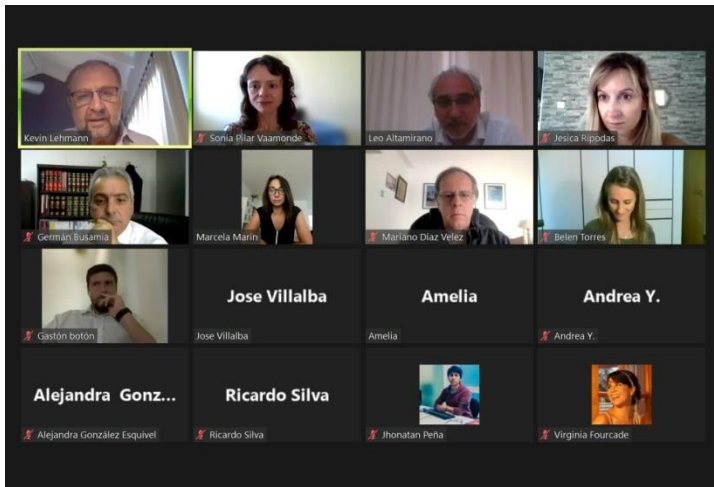 Kevin Lehmann
Sonia Pilar Vaamonde
Leo Altamirano
Jesica Ripodas
Germán Busamia
Marcela Marin
Mariano Diaz Velez
Belen Torres
Gastón botón
Jose Villalba
Jose Villalba
Amelia
Amelia
Andrea Y.
Andrea Y.
Alejandra Gonz...
Alejandra González Esquivel
Ricardo Silva
Ricardo Silva
Jhonatan Peña
Virginia Fourcade